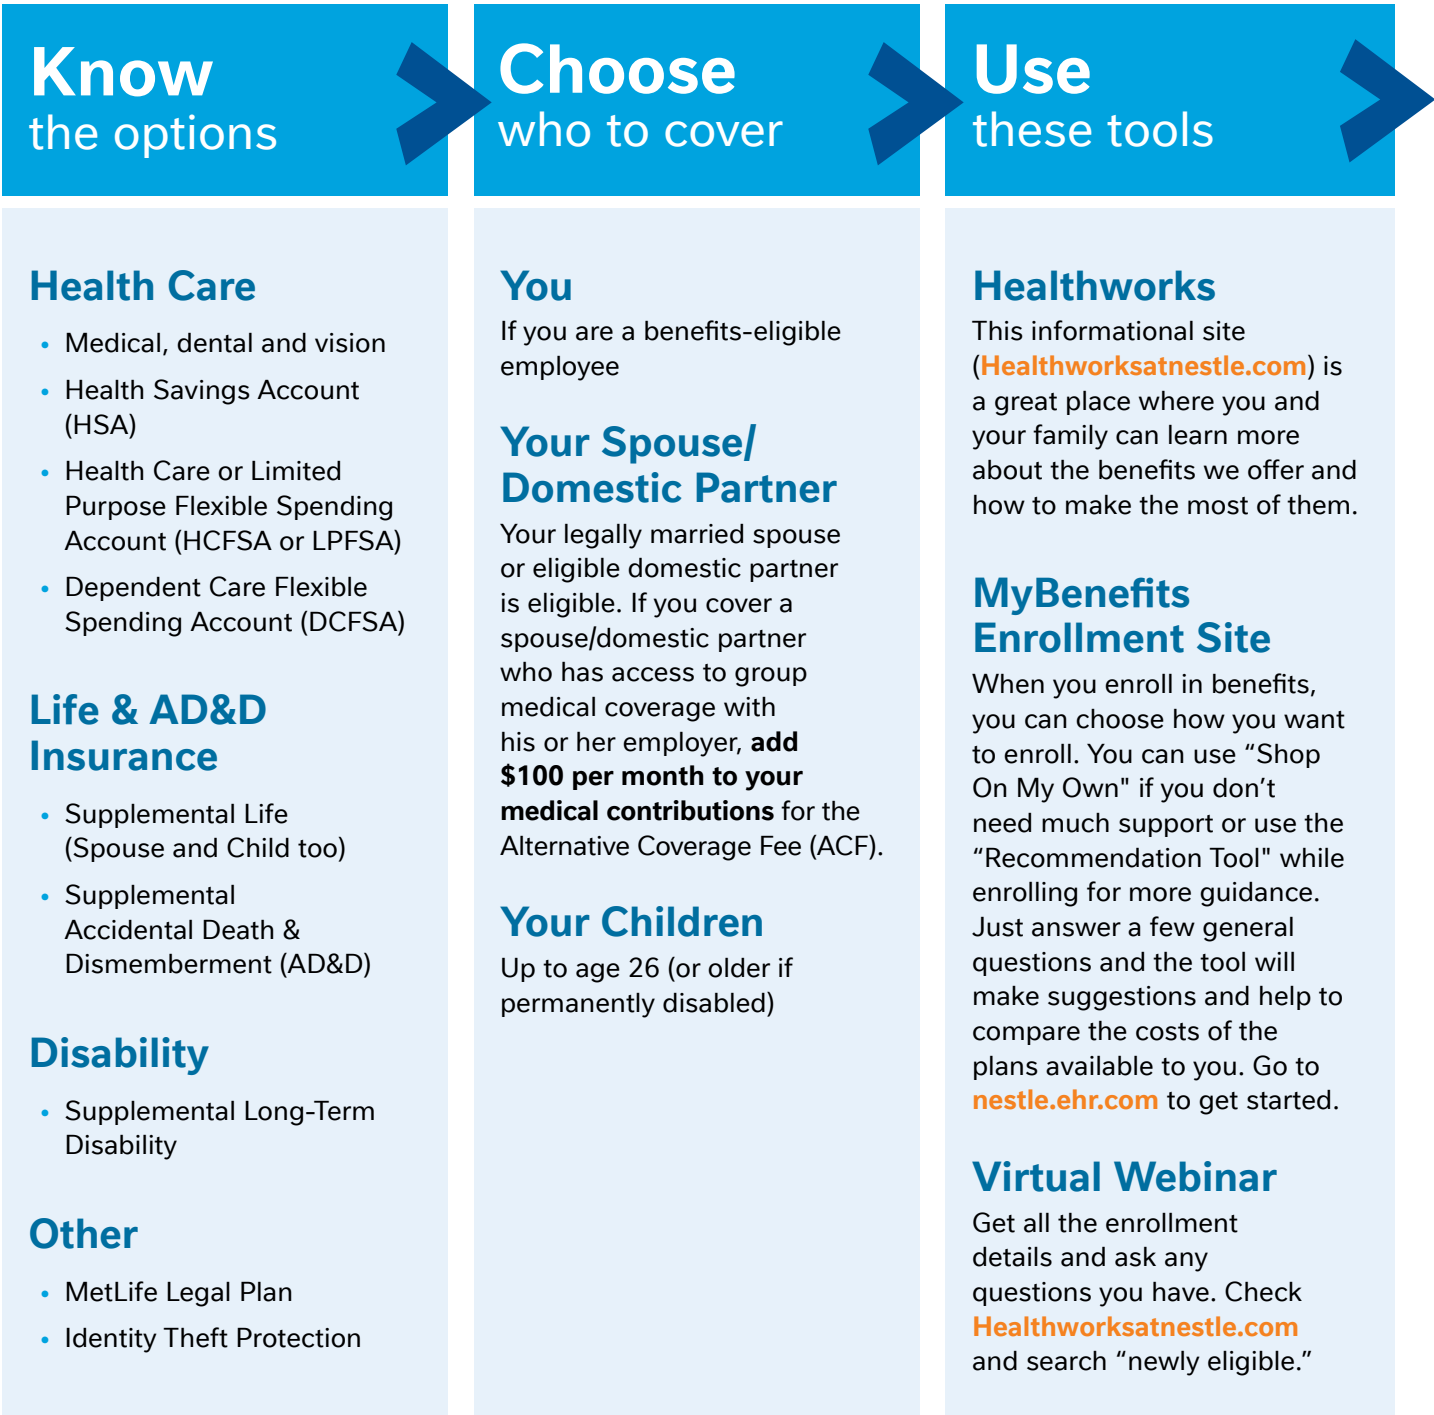 Know
the options
Health Care
• Medical, dental and vision
• Health Savings Account
(HSA)
• Health Care or Limited
Purpose Flexible Spending
Account (HCFSA or LPFSA)
• Dependent Care Flexible
Spending Account (DCFSA)
Life & AD&D
Insurance
• Supplemental Life
(Spouse and Child too)
• Supplemental
Accidental Death &
Dismemberment (AD&D)
Disability
• Supplemental Long-Term
Disability
Other
• MetLife Legal Plan
• Identity Theft Protection
Choose
who to cover
You
If you are a benefits-eligible
employee
Your Spouse/
Domestic Partner
Your legally married spouse
or eligible domestic partner
is eligible. If you cover a
spouse/domestic partner
who has access to group
medical coverage with
his or her employer, add
$100 per month to your
medical contributions for the
Alternative Coverage Fee (ACF).
Your Children
Up to age 26 (or older if
permanently disabled)
Use
these tools
Healthworks
This informational site
(Healthworksatnestle.com) is
a great place where you and
your family can learn more
about the benefits we offer and
how to make the most of them.
MyBenefits
Enrollment Site
When you enroll in benefits,
you can choose how you want
to enroll. You can use “Shop
On My Own" if you don’t
need much support or use the
“Recommendation Tool" while
enrolling for more guidance.
Just answer a few general
questions and the tool will
make suggestions and help to
compare the costs of the
plans available to you. Go to
nestle.ehr.com to get started.
Virtual Webinar
Get all the enrollment
details and ask any
questions you have. Check
Healthworksatnestle.com
and search “newly eligible.”